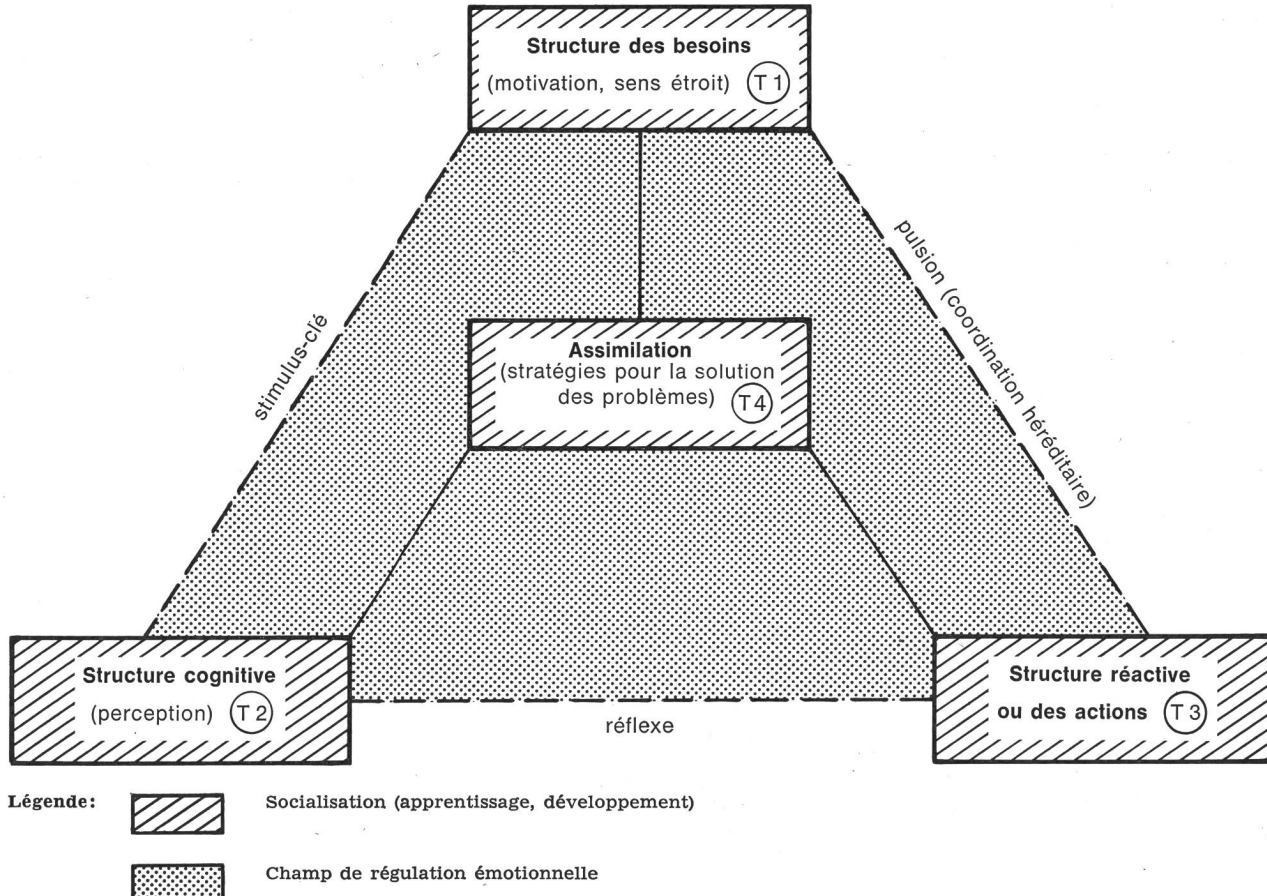 Structure des besoins
(motivation, sens étroit) T 1
stimulus-clé
pulsion (coordination héréditaire)
Assimilation
(stratégies pour la solution
des problèmes) T 4
Structure cognitive
(perception) T 2
Structure réactive
ou des actions T 3
réflexe
Légende:
Socialisation (apprentissage, développement)
Champ de régulation émotionnelle